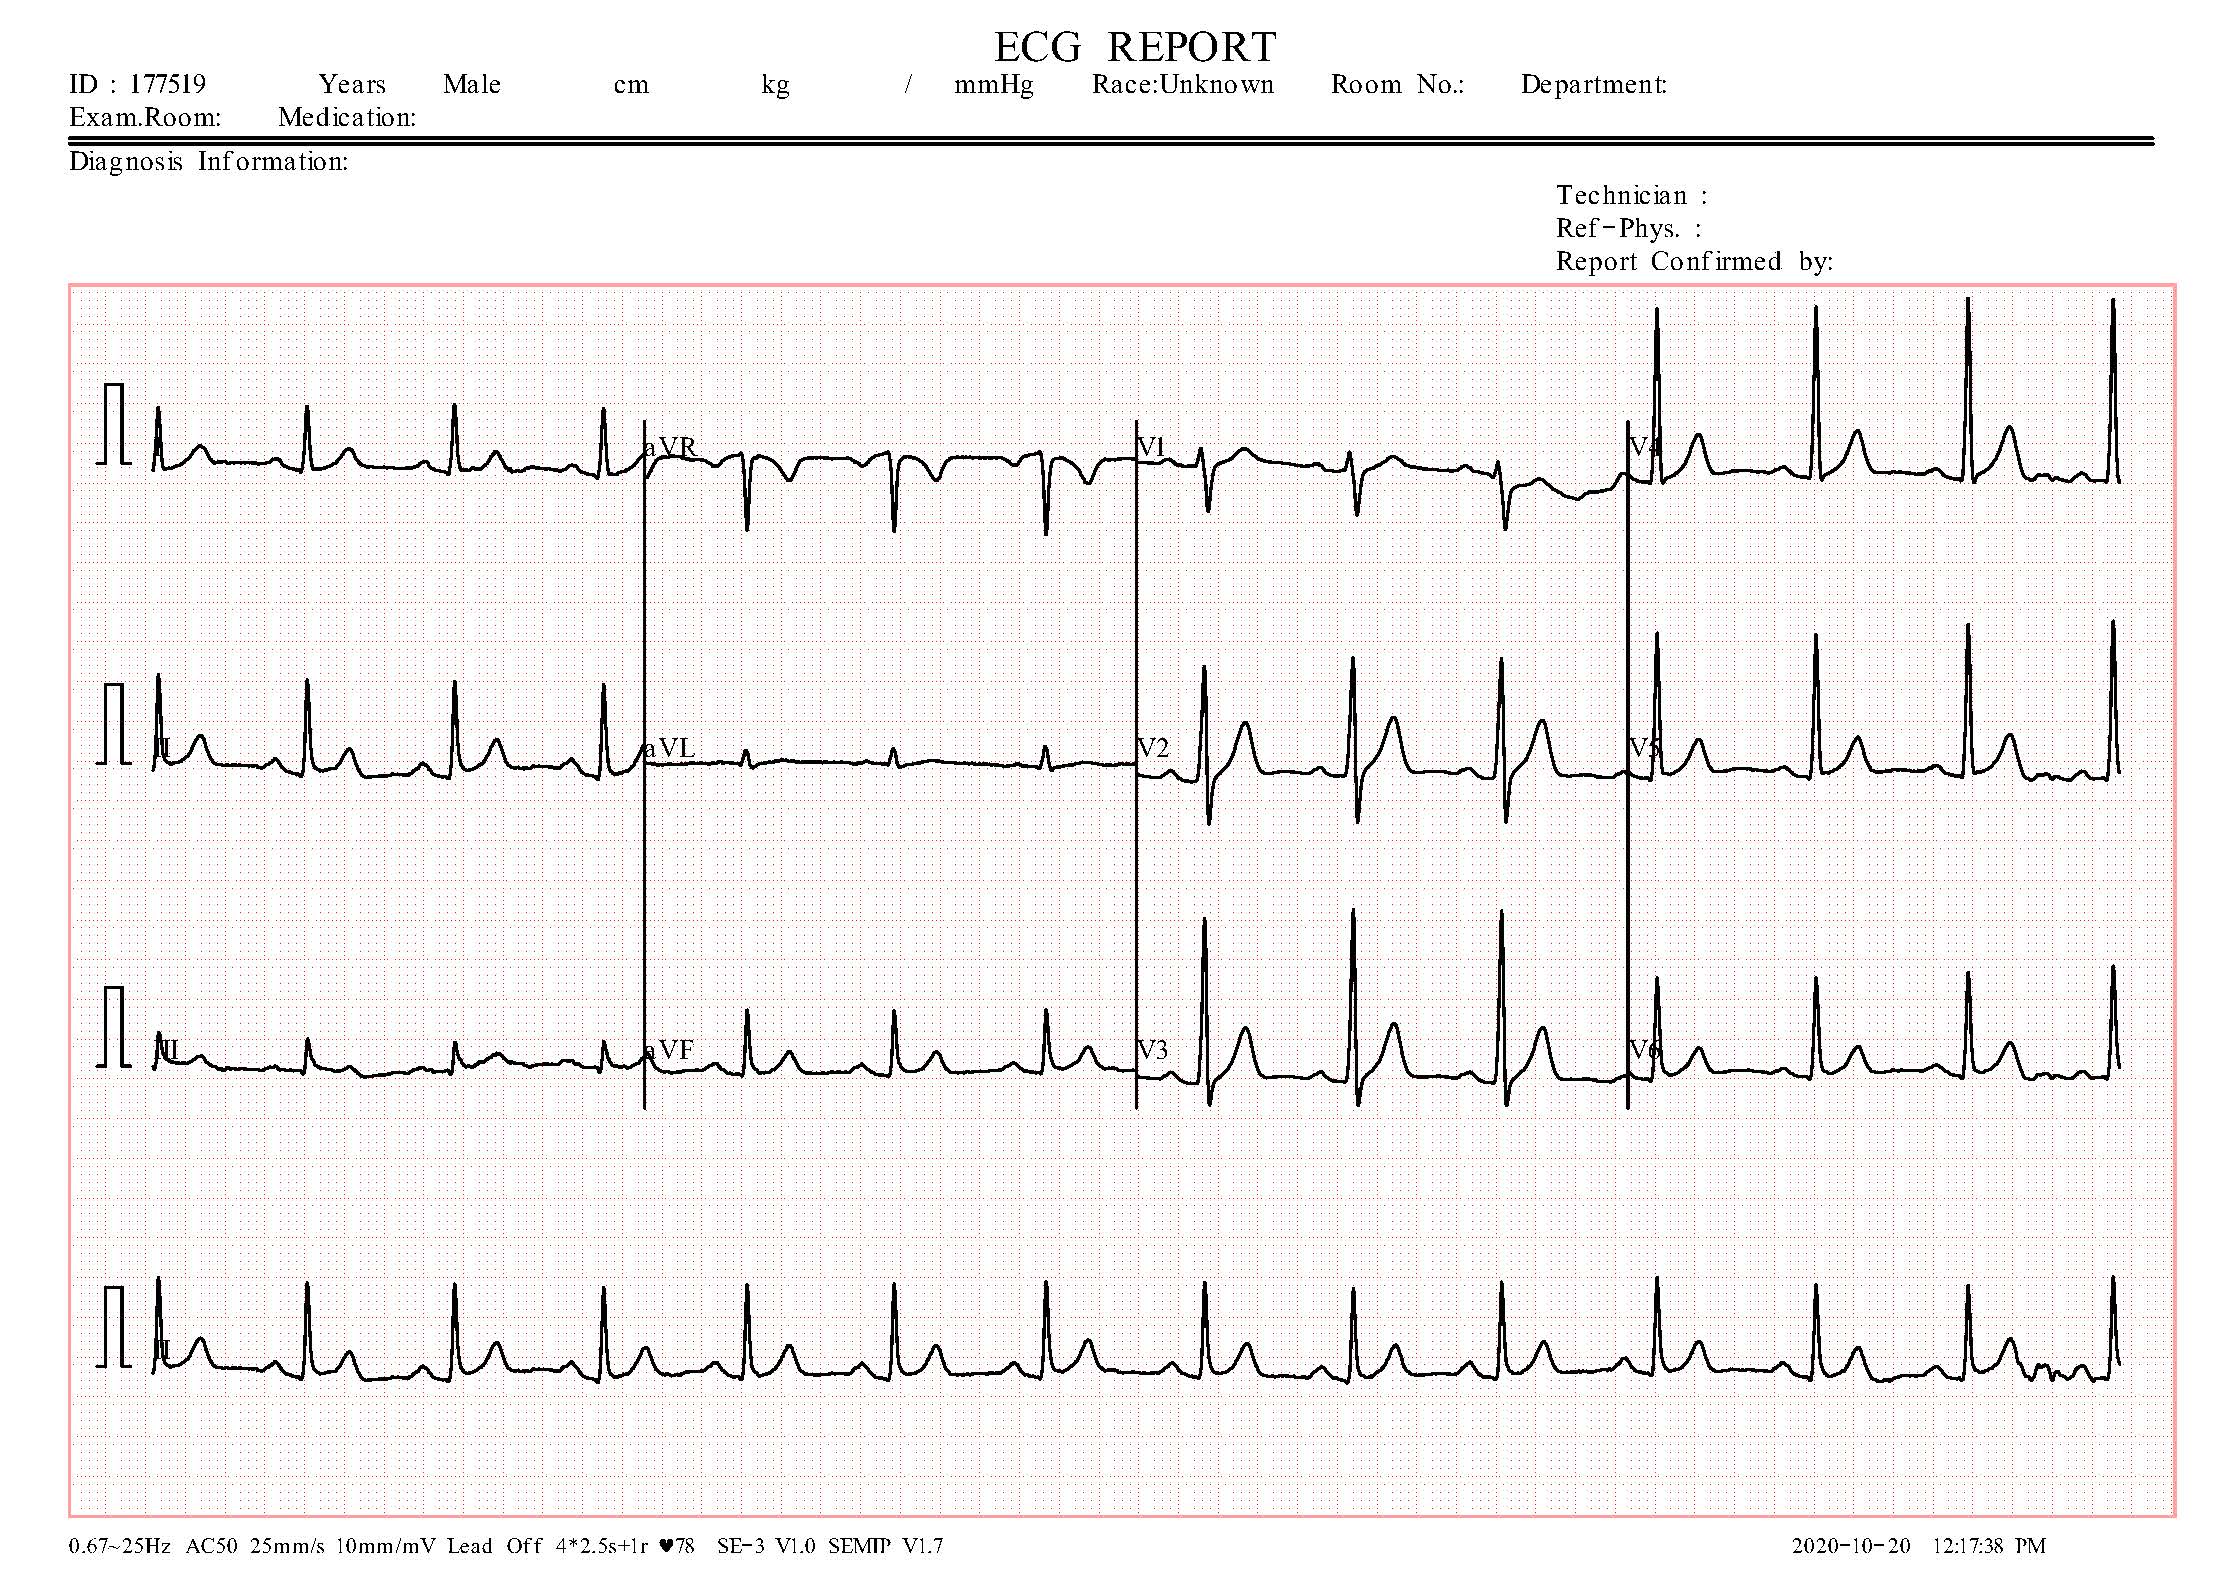 ECG REPORT
ID : 177519 Years Male cm kg / mmHg Race:Unknown Room No.: Department:
Exam.Room: Medication:
Diagnosis Information:
Technician :
Ref-Phys. :
Report Confirmed by:
aVR V1 V4
II aVL V2 V5
III aVF V3 V6
II
0.67~25Hz AC50 25mm/s 10mm/mV Lead Off 4*2.5s+1r ♥78 SE-3 V1.0 SEMIP V1.7
2020-10-20 12:17:38 PM